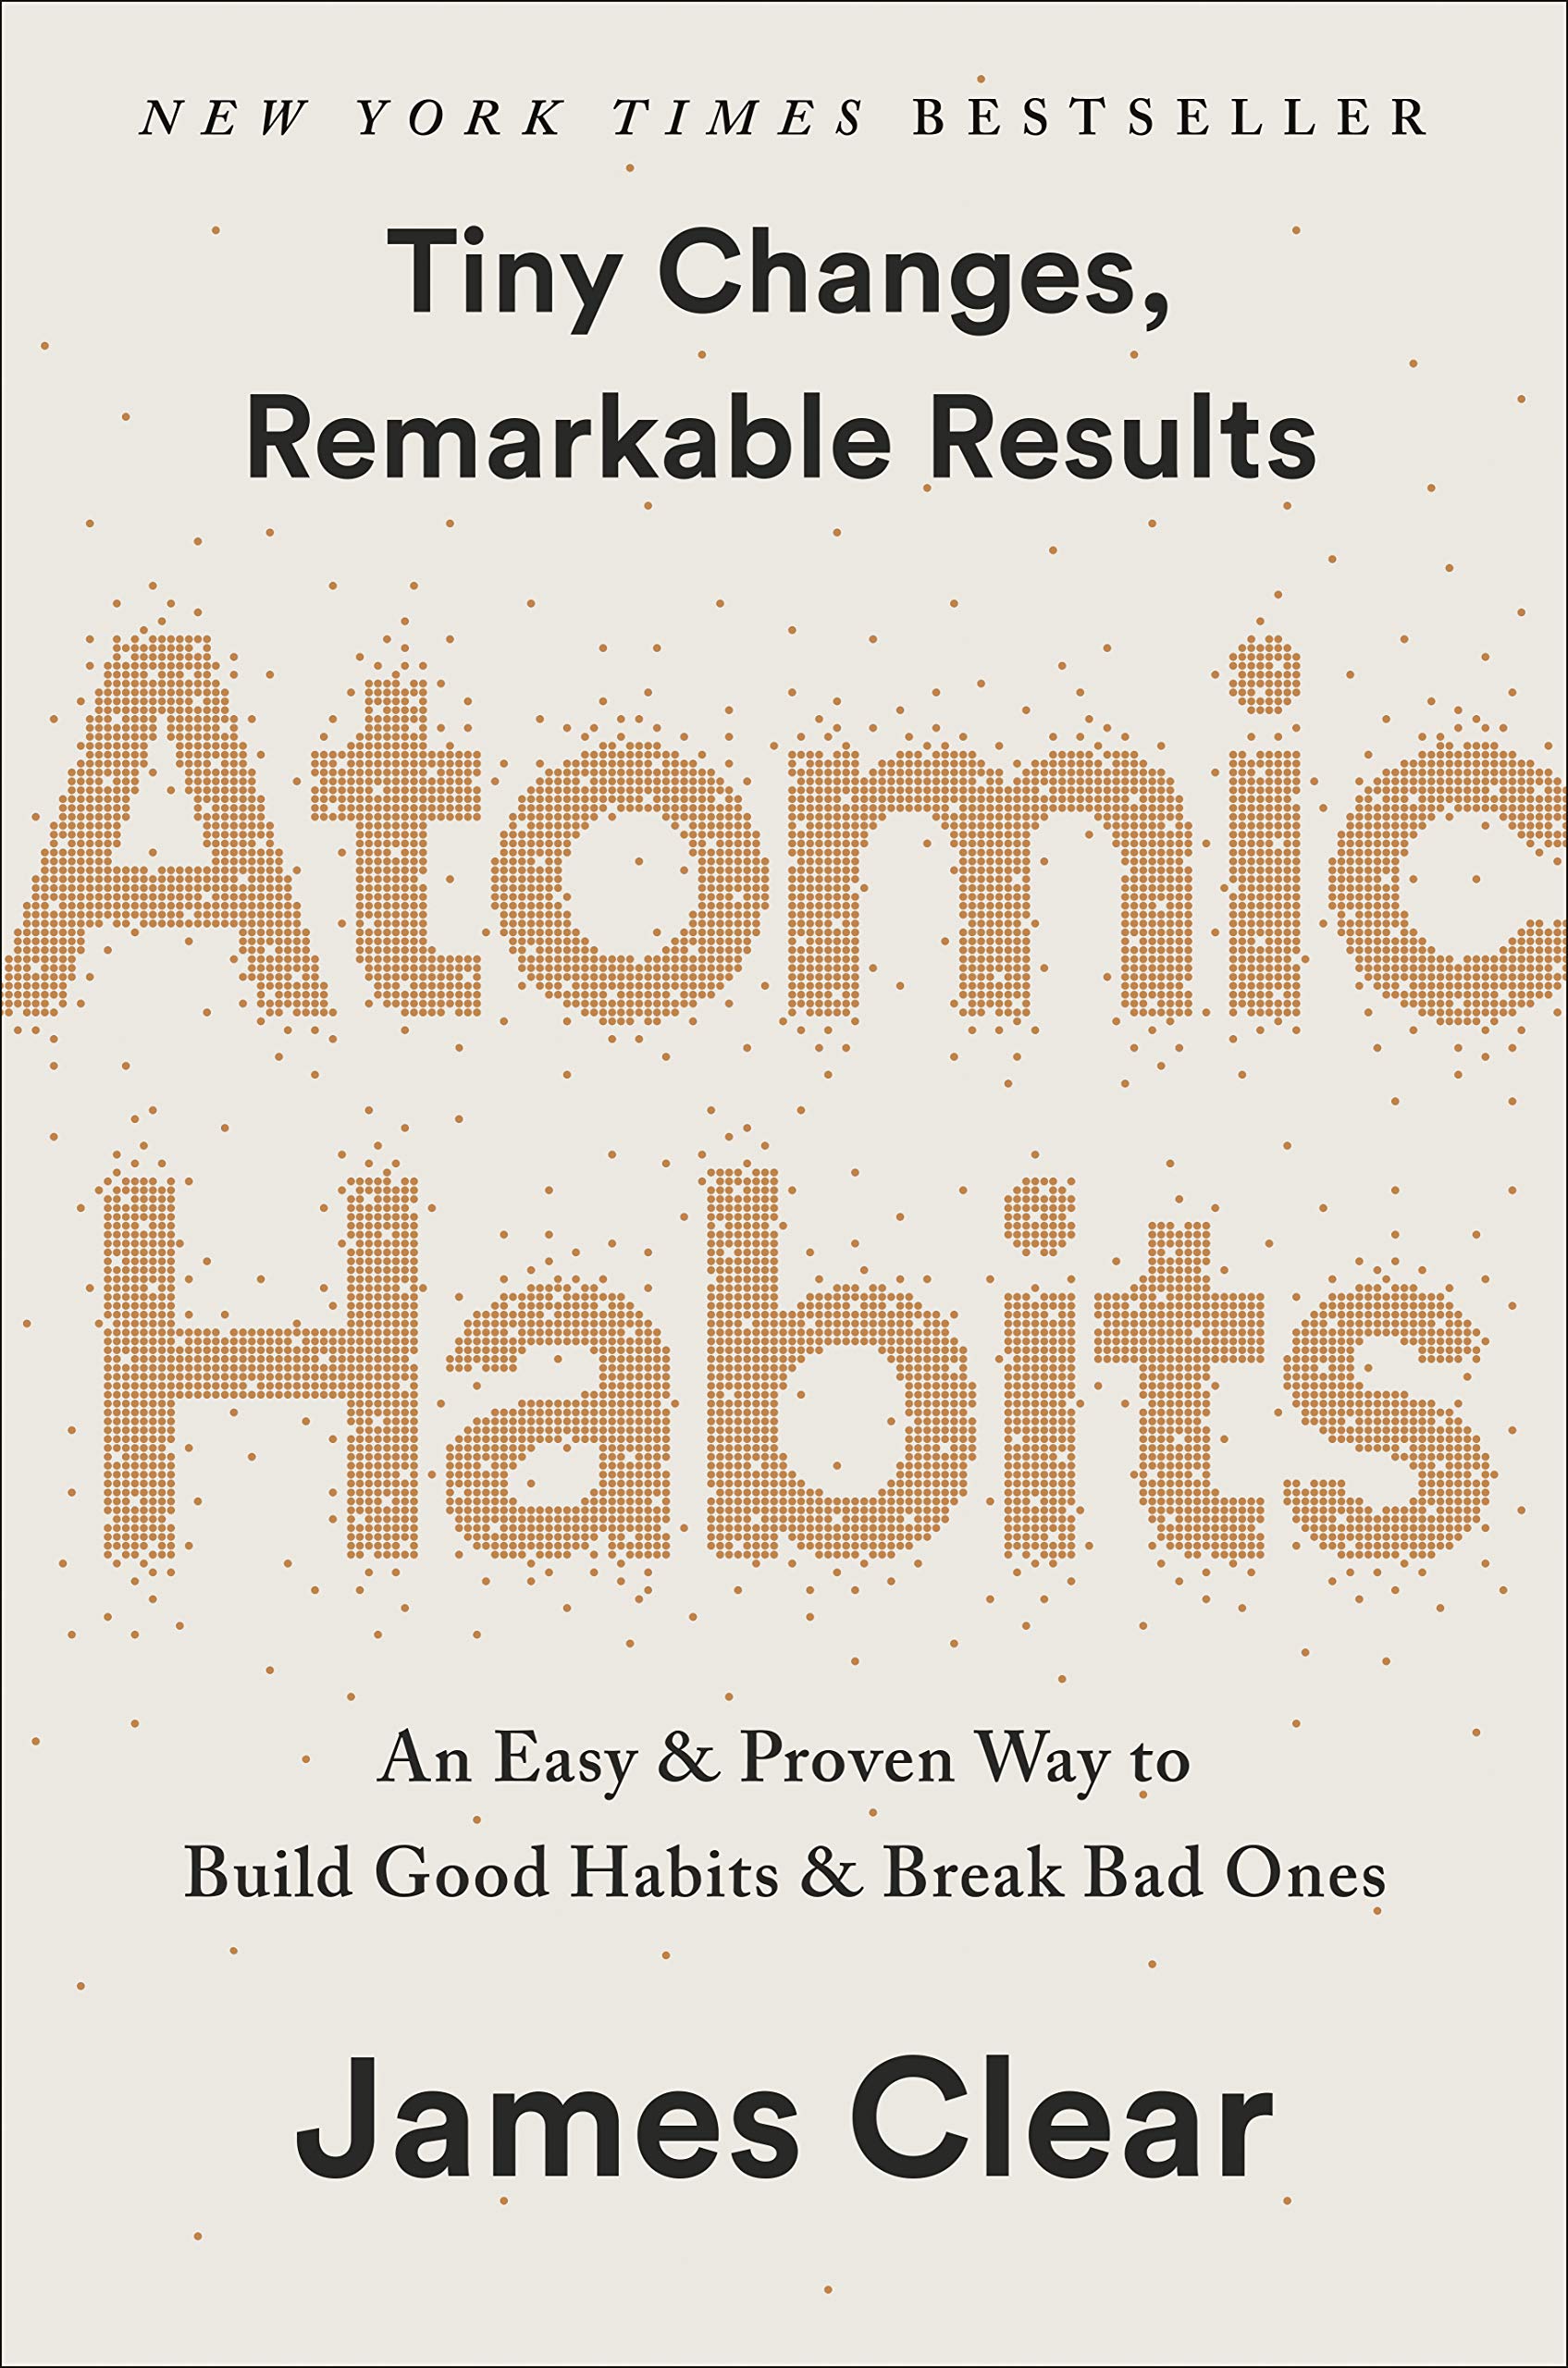 NEW YORK TIMES BESTSELLER
Tiny Changes,
Remarkable Results
Atomic
Habits
An Easy & Proven Way to
Build Good Habits & Break Bad Ones
James Clear